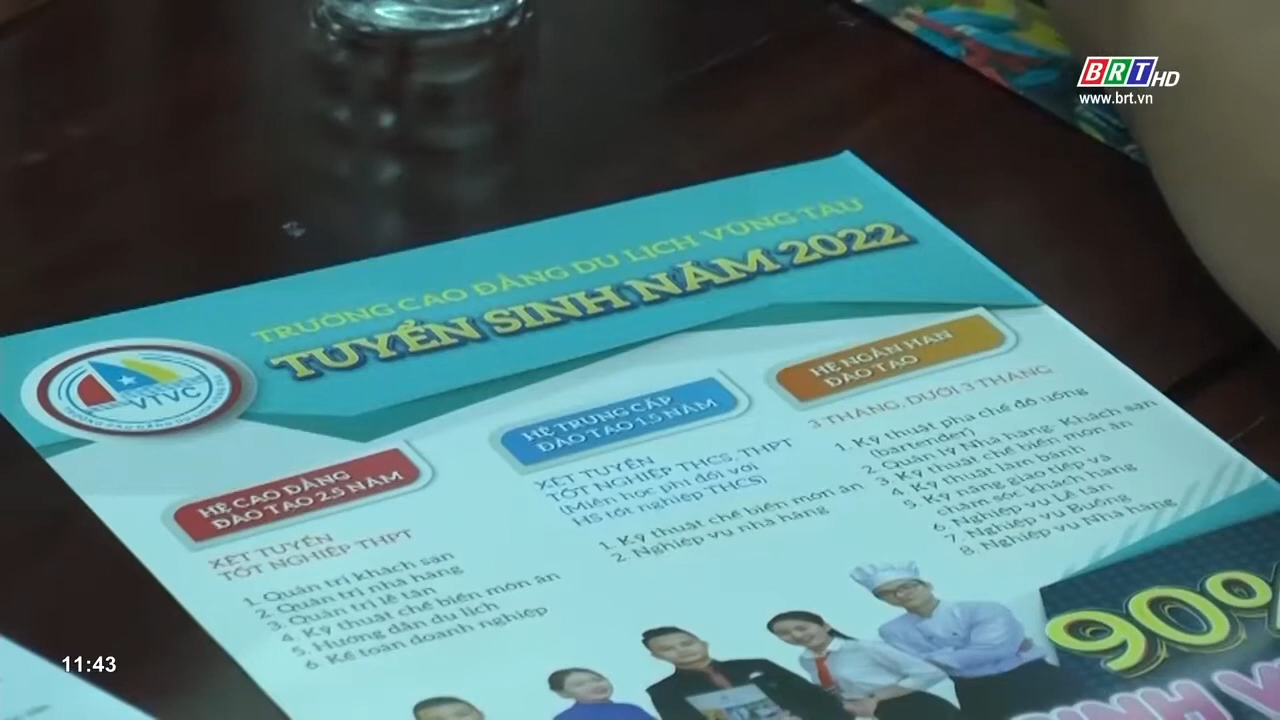 BRT HD
www.brt.vn
TRƯỜNG CAO ĐẲNG DU LỊCH VŨNG TÀU
TUYỂN SINH NĂM 2022
VTVC
HỆ CAO ĐẲNG
ĐÀO TẠO 2.5 NĂM
XÉT TUYỂN
TỐT NGHIỆP THPT
1. Quản trị khách sạn
2. Quản trị nhà hàng
3. Quản trị lễ tân
4. Kỹ thuật chế biến món ăn
5. Hướng dẫn du lịch
6. Kế toán doanh nghiệp
HỆ TRUNG CẤP
ĐÀO TẠO 1.5 NĂM
XÉT TUYỂN
TỐT NGHIỆP THCS, THPT
(Miễn học phí đối với
HS tốt nghiệp THCS)
1. Kỹ thuật chế biến món ăn
2. Nghiệp vụ nhà hàng
HỆ NGẮN HẠN
ĐÀO TẠO
3 THÁNG, DƯỚI 3 THÁNG
1. Kỹ thuật pha chế đồ uống
(bartender)
2. Quản lý Nhà hàng, Khách sạn
3. Kỹ thuật chế biến món ăn
4. Kỹ thuật làm bánh
5. Kỹ năng giao tiếp và
chăm sóc khách hàng
6. Nghiệp vụ Lễ tân
7. Nghiệp vụ Buồng
8. Nghiệp vụ Nhà hàng
90%
11:43